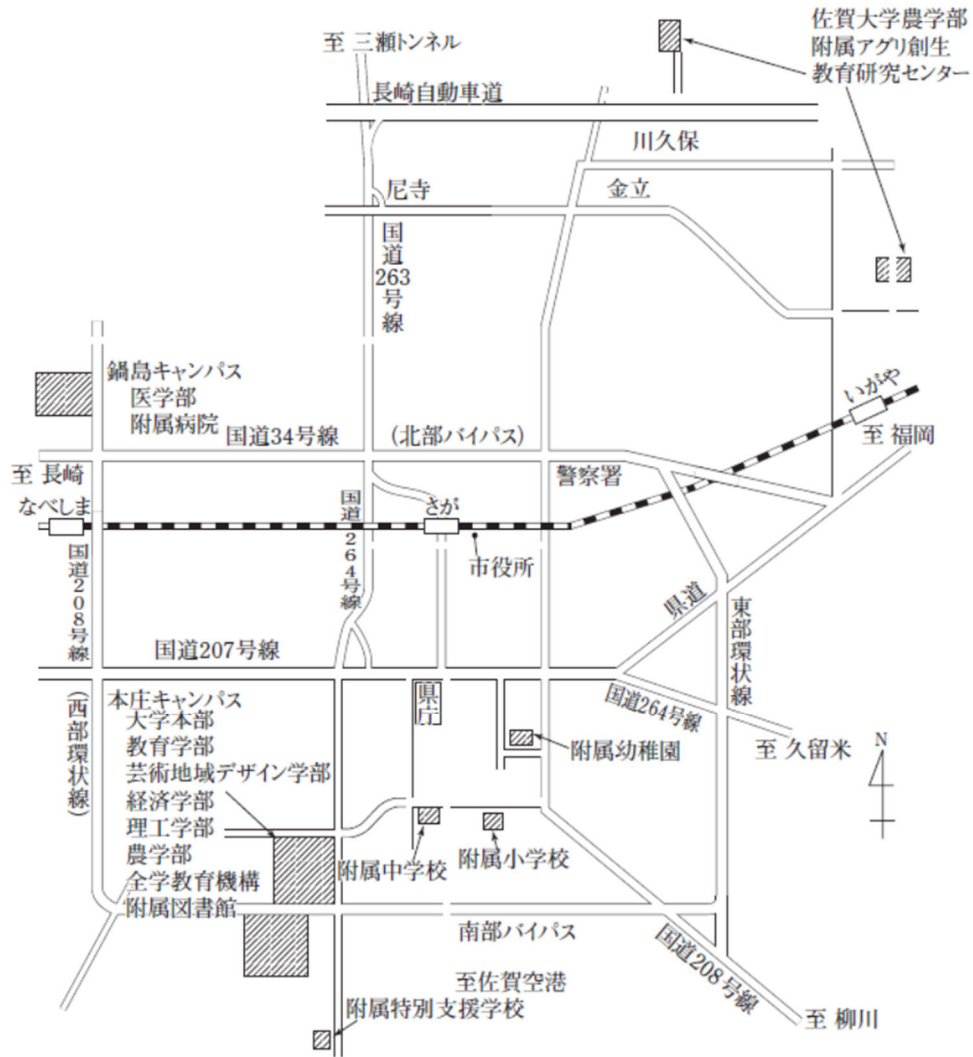 至 三瀬トンネル
佐賀大学農学部
附属アグリ創生
教育研究センター
長崎自動車道
川久保
尼寺
金立
国道263号線
鍋島キャンパス
医学部
附属病院
国道34号線
(北部バイパス)
いがや
至 福岡
至 長崎
なべしま
国道264号線
さが
警察署
市役所
国道208号線
県道
東部環状線
国道207号線
(西部環状線)
本庄キャンパス
大学本部
教育学部
芸術地域デザイン学部
経済学部
理工学部
農学部
全学教育機構
附属図書館
県庁
国道264号線
附属幼稚園
至 久留米
N
附属中学校
附属小学校
南部バイパス
国道208号線
至佐賀空港
附属特別支援学校
至 柳川